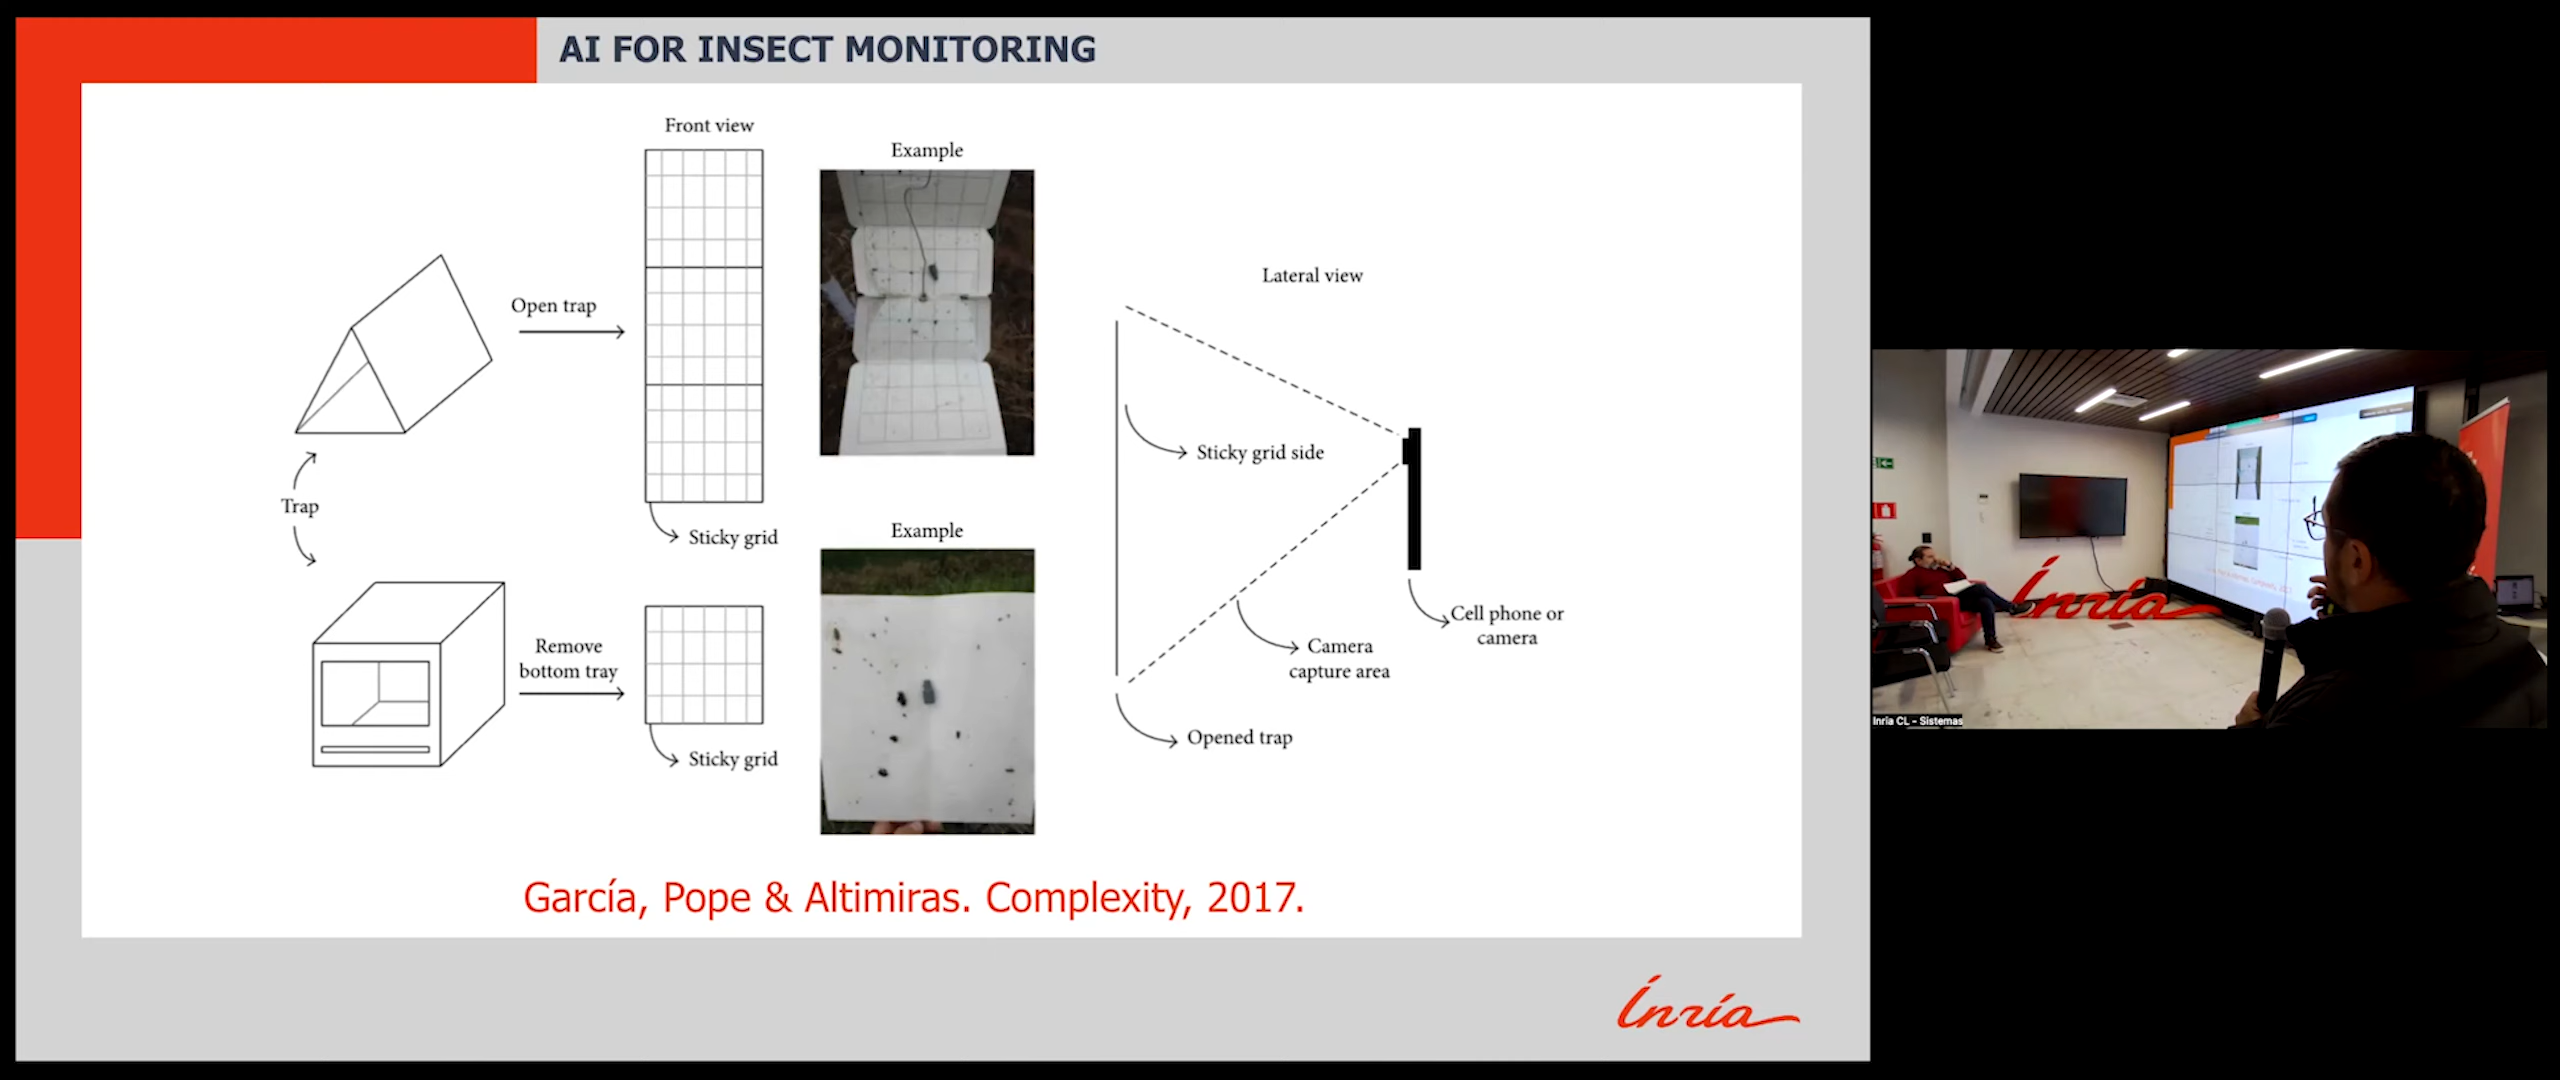 AI FOR INSECT MONITORING
Front view
Example
Open trap
Lateral view
Sticky grid side
Trap
Sticky grid
Example
Cell phone or
camera
Remove
bottom tray
Camera
capture area
Sticky grid
Opened trap
García, Pope & Altimiras. Complexity, 2017.
Inria
Inria
Inria CL - Sistemas